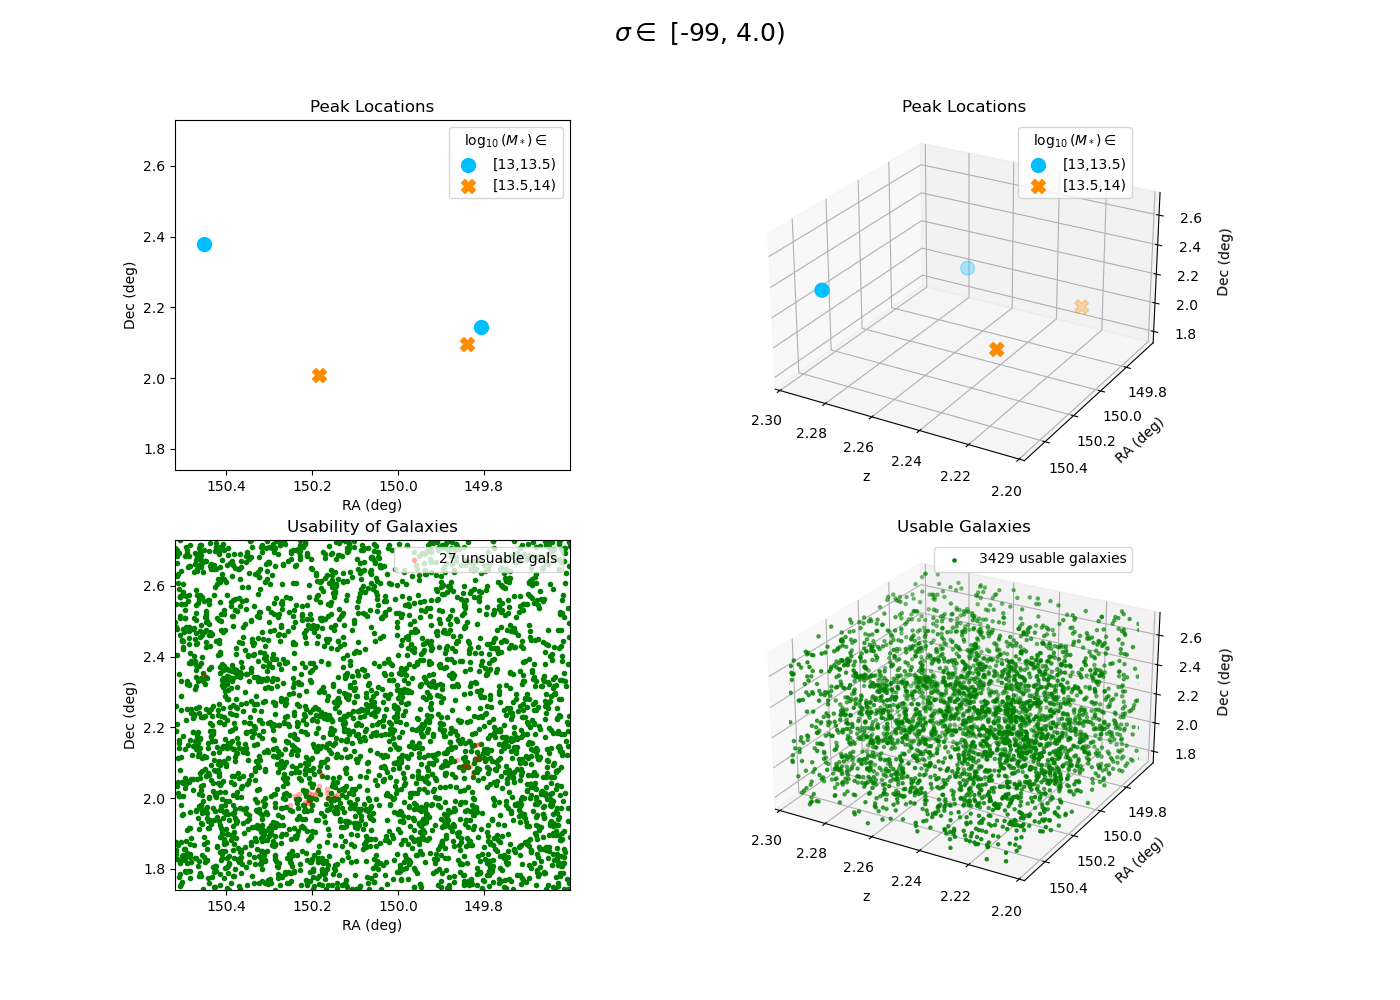 σ ∈ [-99, 4.0)
Peak Locations
log₁₀(M*) ∈
[13,13.5)
[13.5,14)
2.6
2.4
2.2
2.0
1.8
Dec (deg)
150.4 150.2 150.0 149.8
RA (deg)
Peak Locations
log₁₀(M*) ∈
[13,13.5)
[13.5,14)
2.6
2.4
2.2
2.0
1.8
Dec (deg)
149.8
150.0
150.2
150.4
RA (deg)
2.30
2.28
2.26
2.24
2.22
2.20
z
Usability of Galaxies
27 unsuable gals
2.6
2.4
2.2
2.0
1.8
Dec (deg)
150.4 150.2 150.0 149.8
RA (deg)
Usable Galaxies
3429 usable galaxies
2.6
2.4
2.2
2.0
1.8
Dec (deg)
149.8
150.0
150.2
150.4
RA (deg)
2.30
2.28
2.26
2.24
2.22
2.20
z